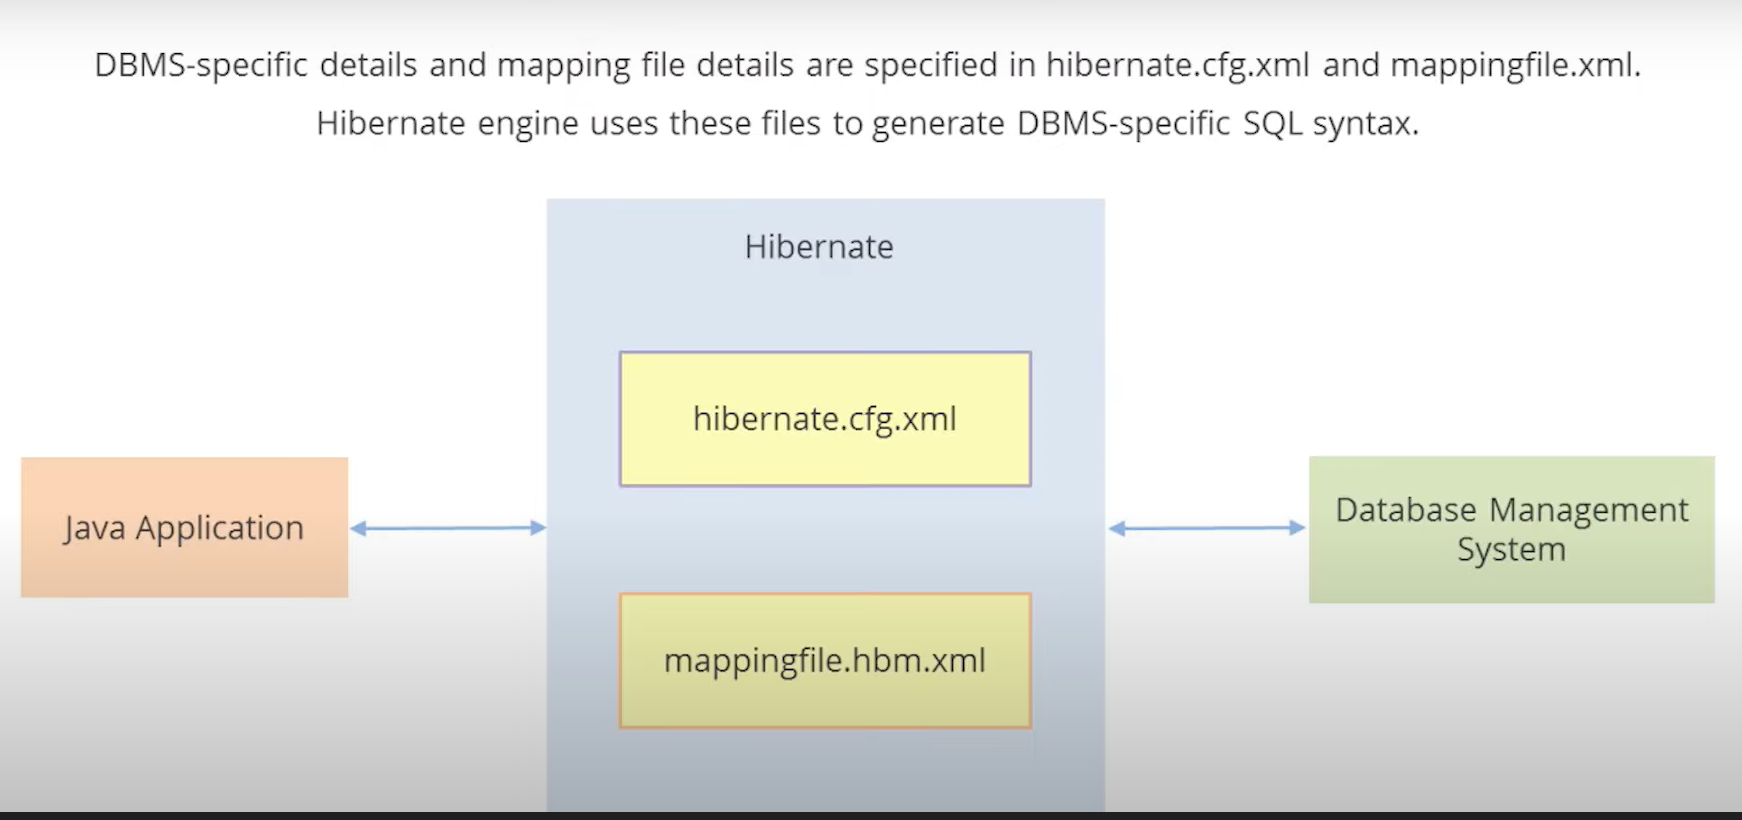 DBMS-specific details and mapping file details are specified in hibernate.cfg.xml and mappingfile.xml.
Hibernate engine uses these files to generate DBMS-specific SQL syntax.
Hibernate
hibernate.cfg.xml
Java Application
Database Management
System
mappingfile.hbm.xml